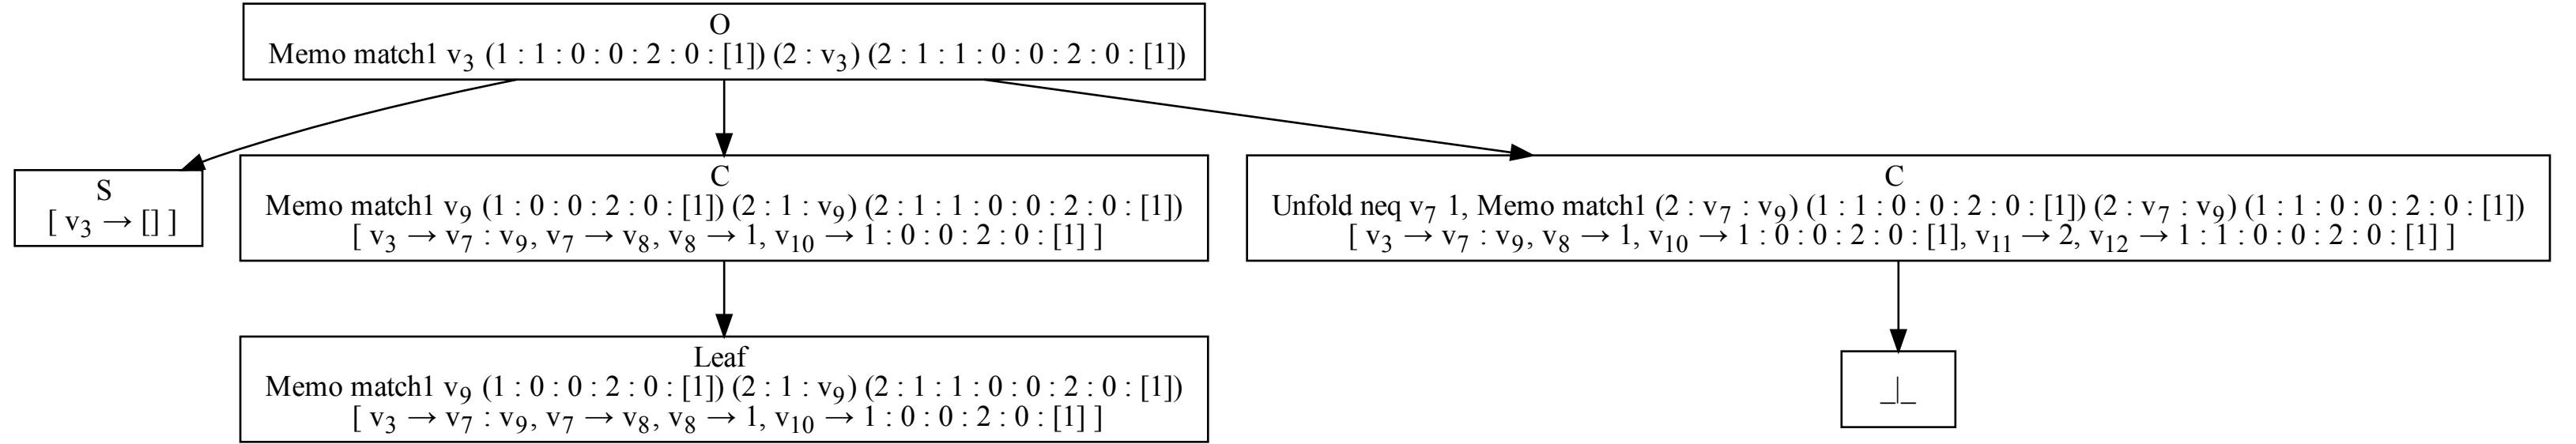 O
Memo match1 v3 (1 : 1 : 0 : 0 : 2 : 0 : [1]) (2 : v3) (2 : 1 : 1 : 0 : 0 : 2 : 0 : [1])
S
[ v3 → [] ]
C
Memo match1 v9 (1 : 0 : 0 : 2 : 0 : [1]) (2 : 1 : v9) (2 : 1 : 1 : 0 : 0 : 2 : 0 : [1])
[ v3 → v7 : v9, v7 → v8, v8 → 1, v10 → 1 : 0 : 0 : 2 : 0 : [1] ]
C
Unfold neq v7 1, Memo match1 (2 : v7 : v9) (1 : 1 : 0 : 0 : 2 : 0 : [1]) (2 : v7 : v9) (1 : 1 : 0 : 0 : 2 : 0 : [1])
[ v3 → v7 : v9, v8 → 1, v10 → 1 : 0 : 0 : 2 : 0 : [1], v11 → 2, v12 → 1 : 1 : 0 : 0 : 2 : 0 : [1] ]
Leaf
Memo match1 v9 (1 : 0 : 0 : 2 : 0 : [1]) (2 : 1 : v9) (2 : 1 : 1 : 0 : 0 : 2 : 0 : [1])
[ v3 → v7 : v9, v7 → v8, v8 → 1, v10 → 1 : 0 : 0 : 2 : 0 : [1] ]
_|_